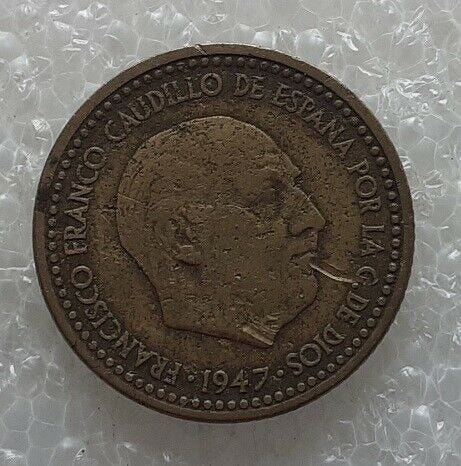 FRANCISCO FRANCO CAUDILLO DE ESPAÑA POR LA G. DE DIOS
· 1947 ·